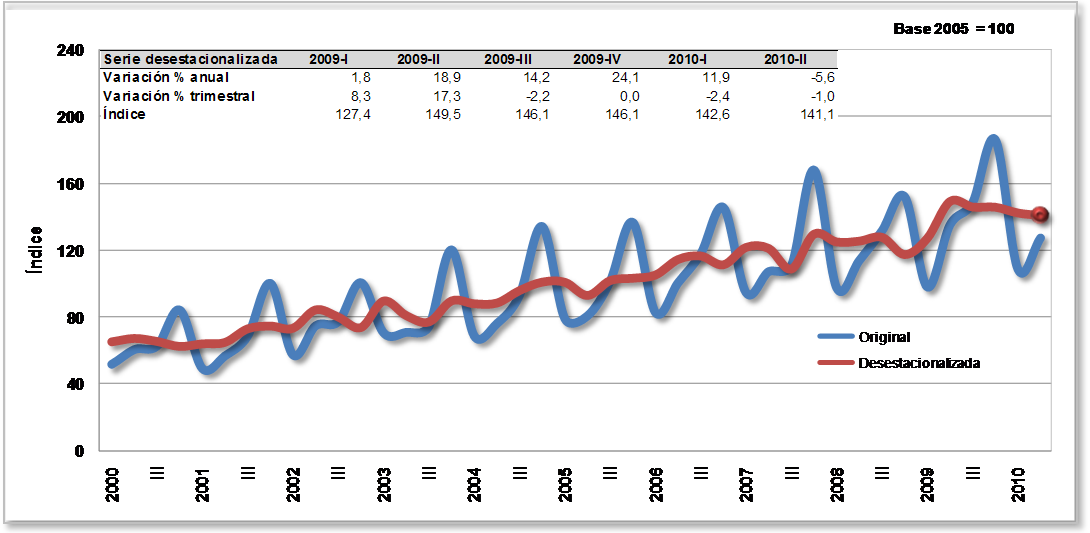 Base 2005 = 100
240
Serie desestacionalizada 2009-I 2009-II 2009-III 2009-IV 2010-I 2010-II
Variación % anual 1,8 18,9 14,2 24,1 11,9 -5,6
Variación % trimestral 8,3 17,3 -2,2 0,0 -2,4 -1,0
Índice 127,4 149,5 146,1 146,1 142,6 141,1
200
160
120
80
40
0
Índice
Original
Desestacionalizada
2000 III 2001 III 2002 III 2003 III 2004 III 2005 III 2006 III 2007 III 2008 III 2009 III 2010